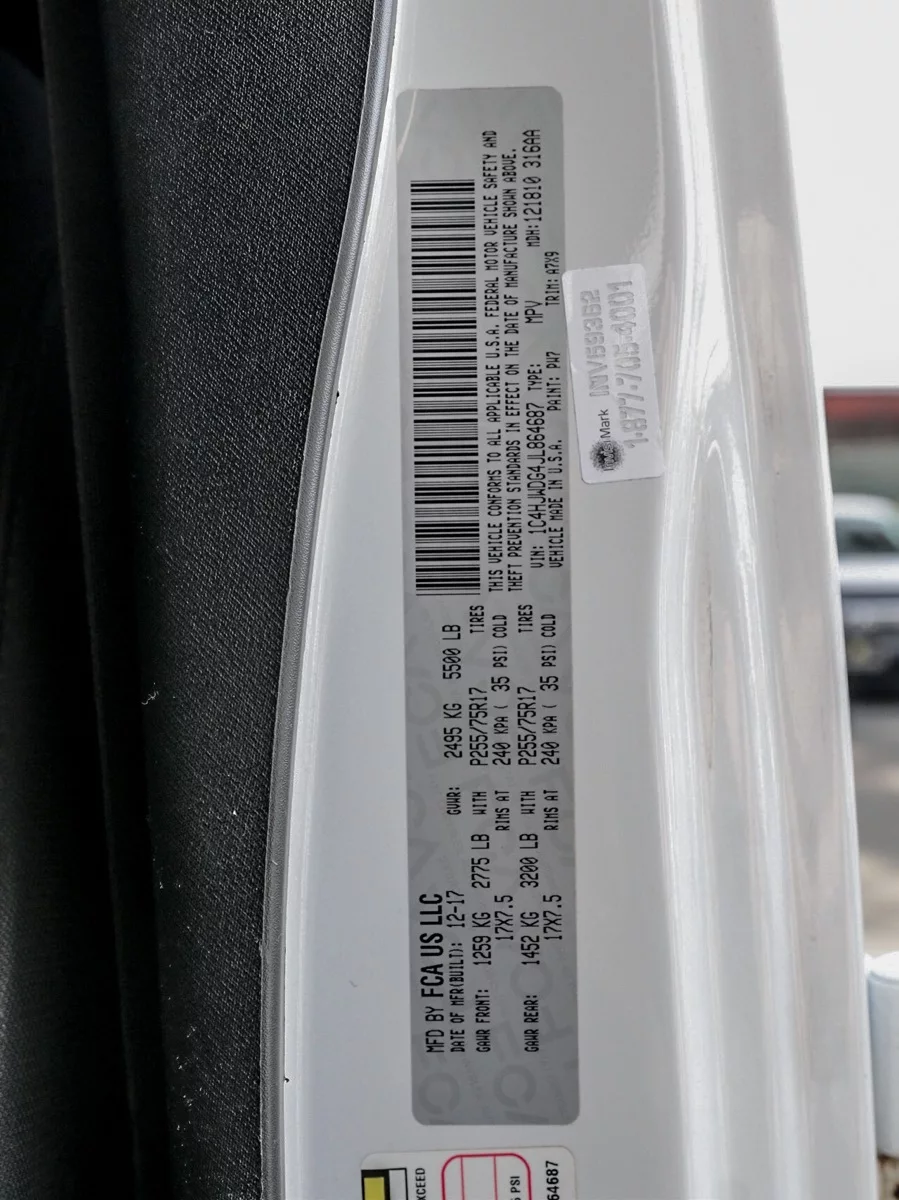 MFD BY FCA US LLC
DATE OF MFR(BUILT): 12-17 GVWR: 2495 KG 5500 LB
GAWR FRONT: 1259 KG 2775 LB WITH P255/75R17 TIRES
17X7.5 RIMS AT 240 KPA ( 35 PSI) COLD
GAWR REAR: 1452 KG 3200 LB WITH P255/75R17 TIRES
17X7.5 RIMS AT 240 KPA ( 35 PSI) COLD
THIS VEHICLE CONFORMS TO ALL APPLICABLE U.S.A. FEDERAL MOTOR VEHICLE SAFETY AND
THEFT PREVENTION STANDARDS IN EFFECT ON THE DATE OF MANUFACTURE SHOWN ABOVE.
VIN: 1C4HJWDG4JL864687 TYPE: MPV MDH:121810 316AA
VEHICLE MADE IN U.S.A. PAINT: PW7 TRIM: A7X9
Mark INV59362
1-877-705-4001
XCEED
PSI
64687